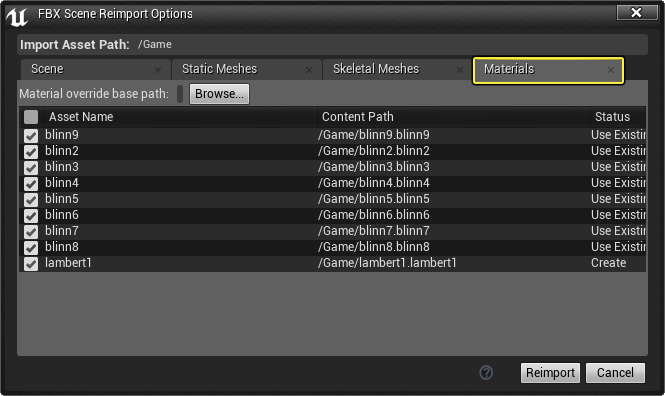 FBX Scene Reimport Options
Import Asset Path: /Game
Scene Static Meshes Skeletal Meshes Materials
Material override base path: Browse...
Asset Name Content Path Status
blinn9 /Game/blinn9.blinn9 Use Existin
blinn2 /Game/blinn2.blinn2 Use Existin
blinn3 /Game/blinn3.blinn3 Use Existin
blinn4 /Game/blinn4.blinn4 Use Existin
blinn5 /Game/blinn5.blinn5 Use Existin
blinn6 /Game/blinn6.blinn6 Use Existin
blinn7 /Game/blinn7.blinn7 Use Existin
blinn8 /Game/blinn8.blinn8 Use Existin
lambert1 /Game/lambert1.lambert1 Create
? Reimport Cancel